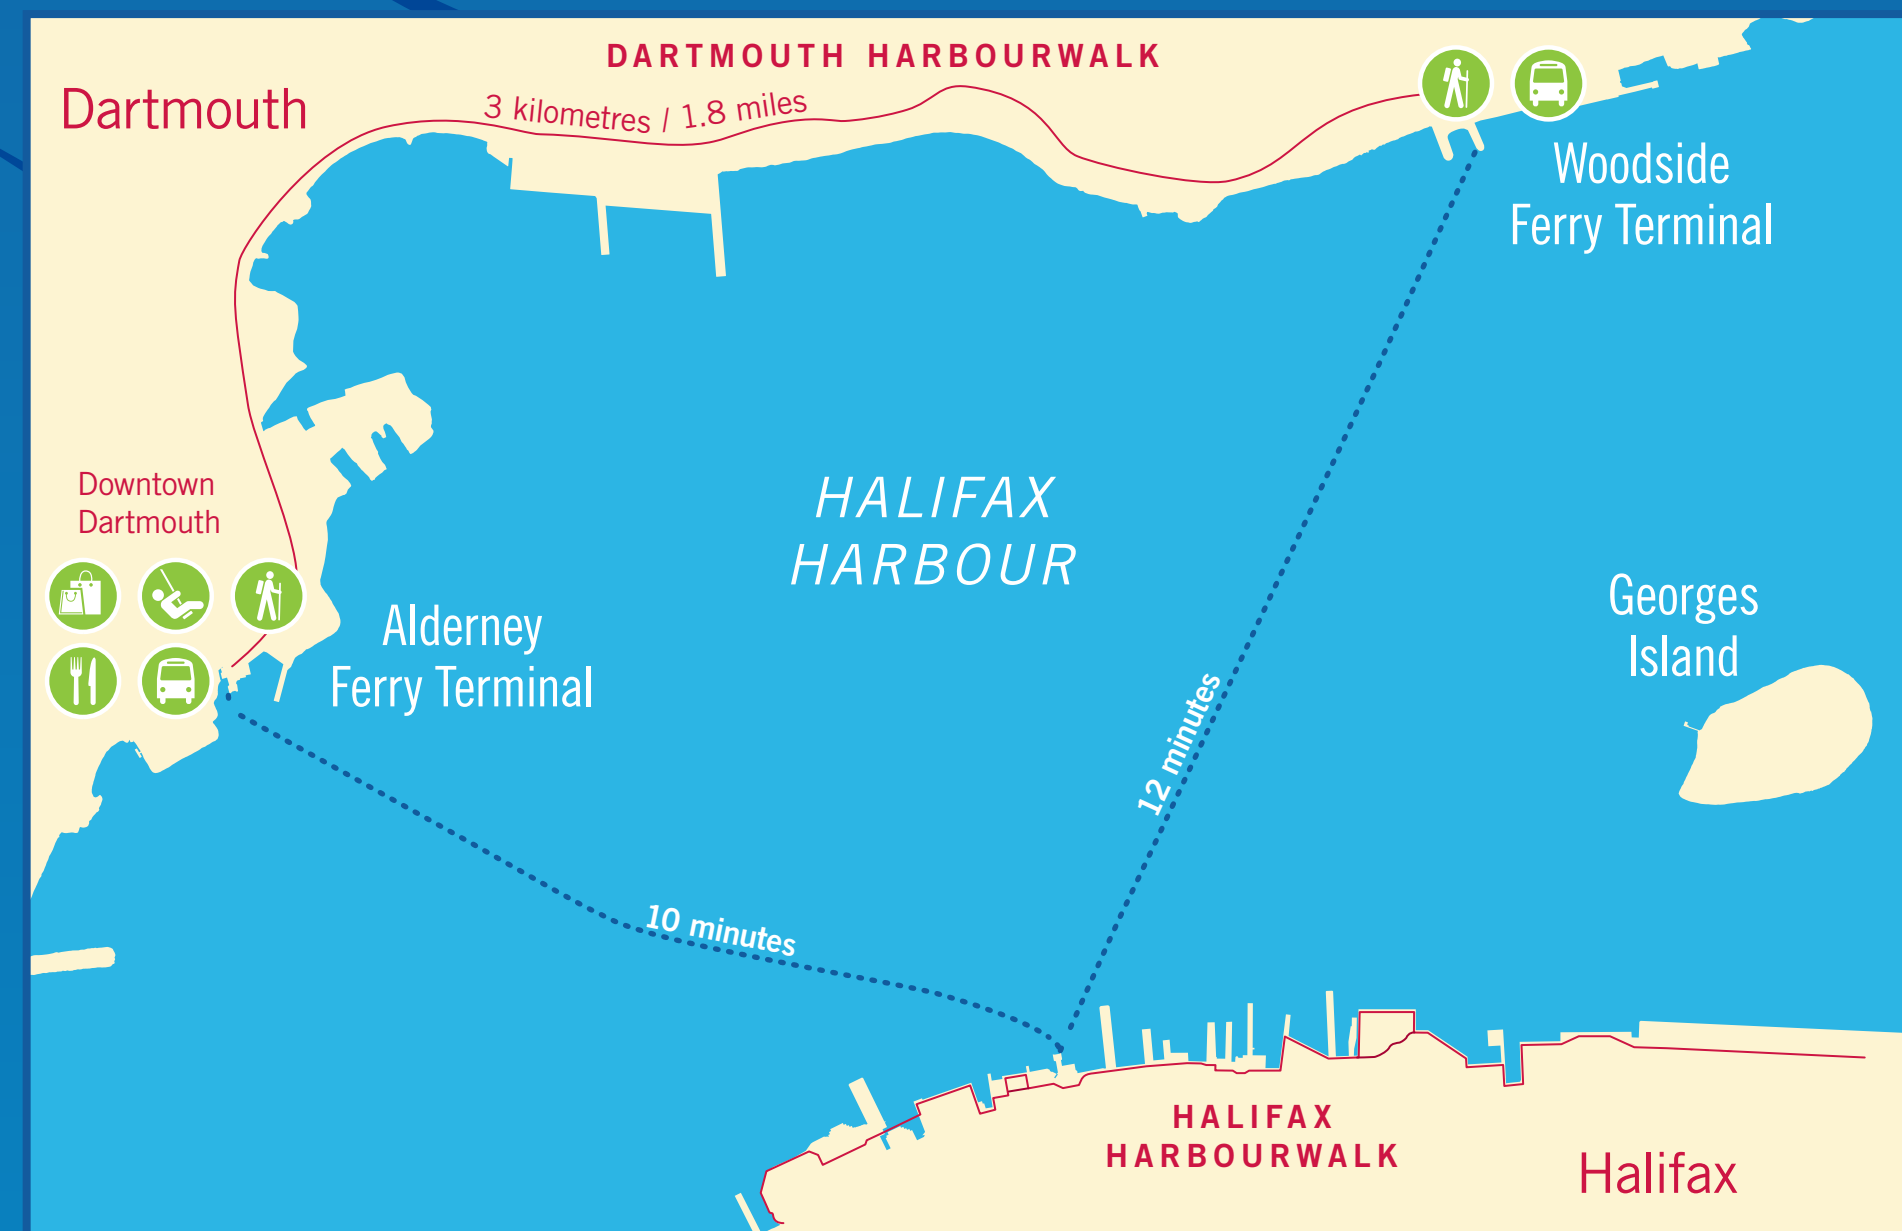 DARTMOUTH HARBOURWALK
Dartmouth
3 kilometres / 1.8 miles
Woodside
Ferry Terminal
Downtown
Dartmouth
HALIFAX
HARBOUR
Alderney
Ferry Terminal
Georges
Island
12 minutes
10 minutes
HALIFAX
HARBOURWALK
Halifax